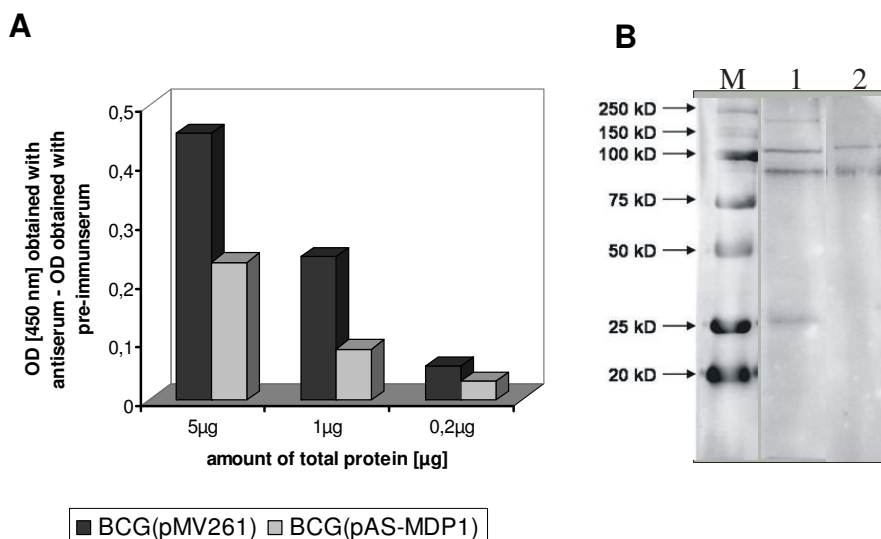 A
B
OD [450 nm] obtained with
antiserum - OD obtained with
pre-immunserum
0,5
0,4
0,3
0,2
0,1
0
5µg
1µg
0,2µg
amount of total protein [µg]
BCG(pMV261) BCG(pAS-MDP1)
M 1 2
250 kD
150 kD
100 kD
75 kD
50 kD
25 kD
20 kD